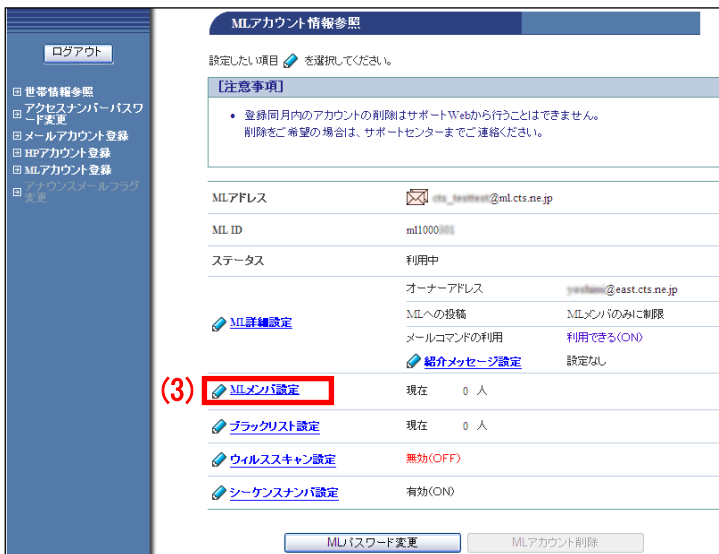 MLアカウント情報参照
ログアウト
設定したい項目 を選択してください。
世帯情報参照
アクセスナンバーパスワ
ード変更
メールアカウント登録
HPアカウント登録
MLアカウント登録
アナウンスメールフラグ
変更
[注意事項]
• 登録同月内のアカウントの削除はサポートWebから行うことはできません。
削除をご希望の場合は、サポートセンターまでご連絡ください。
MLアドレス @ml.cts.ne.jp
ML ID ml1000
ステータス 利用中
ML詳細設定
オーナーアドレス @east.cts.ne.jp
MLへの投稿 MLメンバのみに制限
メールコマンドの利用 利用できる(ON)
紹介メッセージ設定 設定なし
(3) MLメンバ設定 現在 0 人
ブラックリスト設定 現在 0 人
ウィルススキャン設定 無効(OFF)
シーケンスナンバ設定 有効(ON)
MLパスワード変更 MLアカウント削除